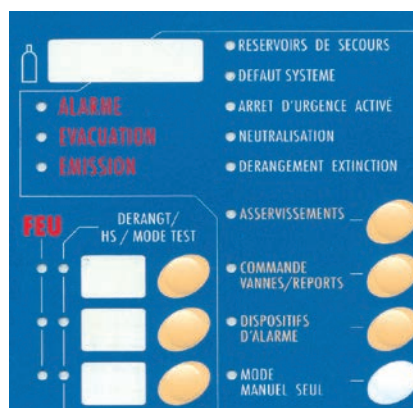 RESERVOIRS DE SECOURS
DEFAUT SYSTEME
ALARME
ARRET D'URGENCE ACTIVÉ
EVACUATION
NEUTRALISATION
EMISSION
DERANGEMENT EXTINCTION
FEU
DERANGT/
HS / MODE TEST
ASSERVISSEMENTS
COMMANDE
VANNES/REPORTS
DISPOSITIFS
D'ALARME
MODE
MANUEL SEUL